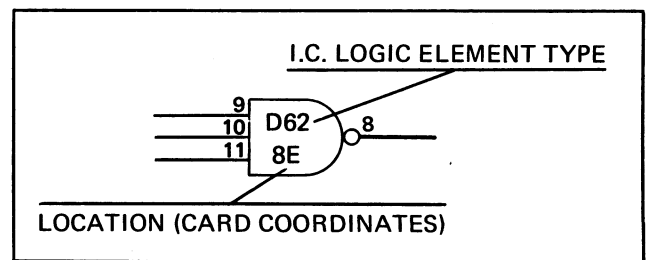 I.C. LOGIC ELEMENT TYPE
9
10
11
D62
8E
8
LOCATION (CARD COORDINATES)